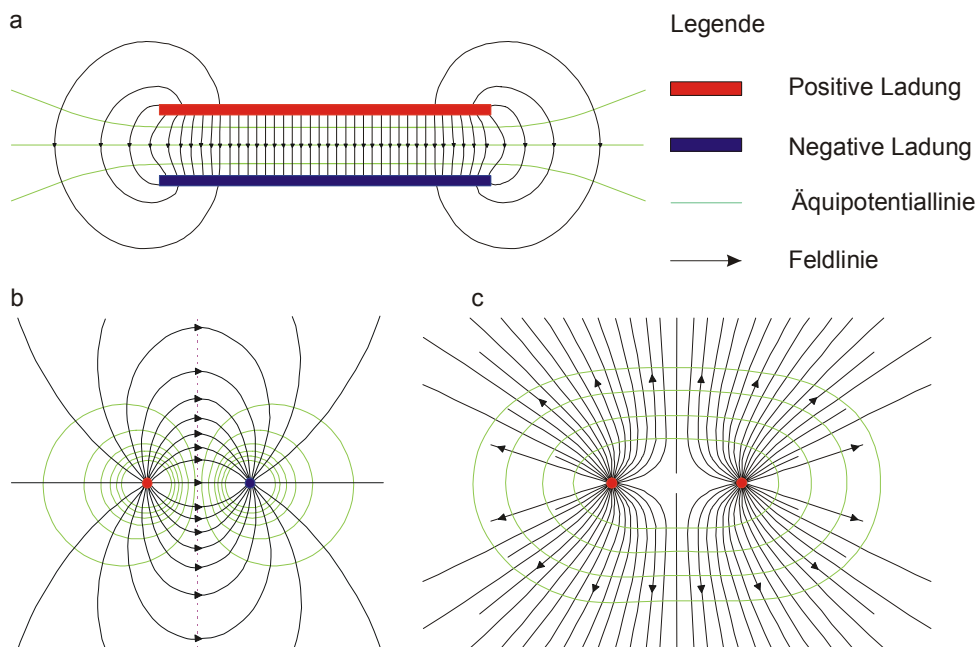 a
Legende
Positive Ladung
Negative Ladung
Äquipotentiallinie
Feldlinie
b
c